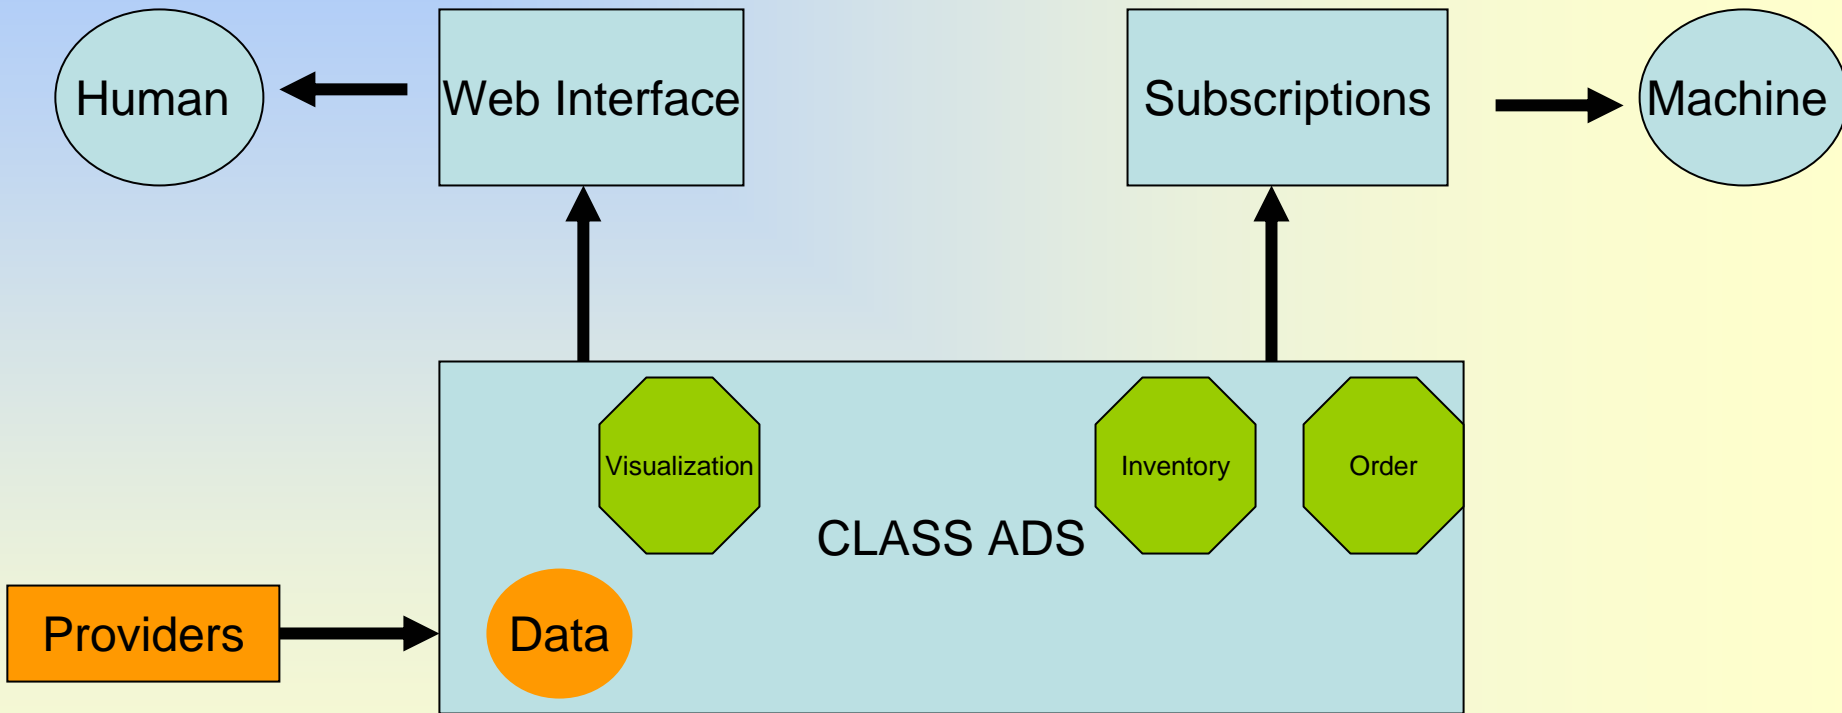 Human
Web Interface
Subscriptions
Machine
Visualization
Inventory
Order
CLASS ADS
Providers
Data